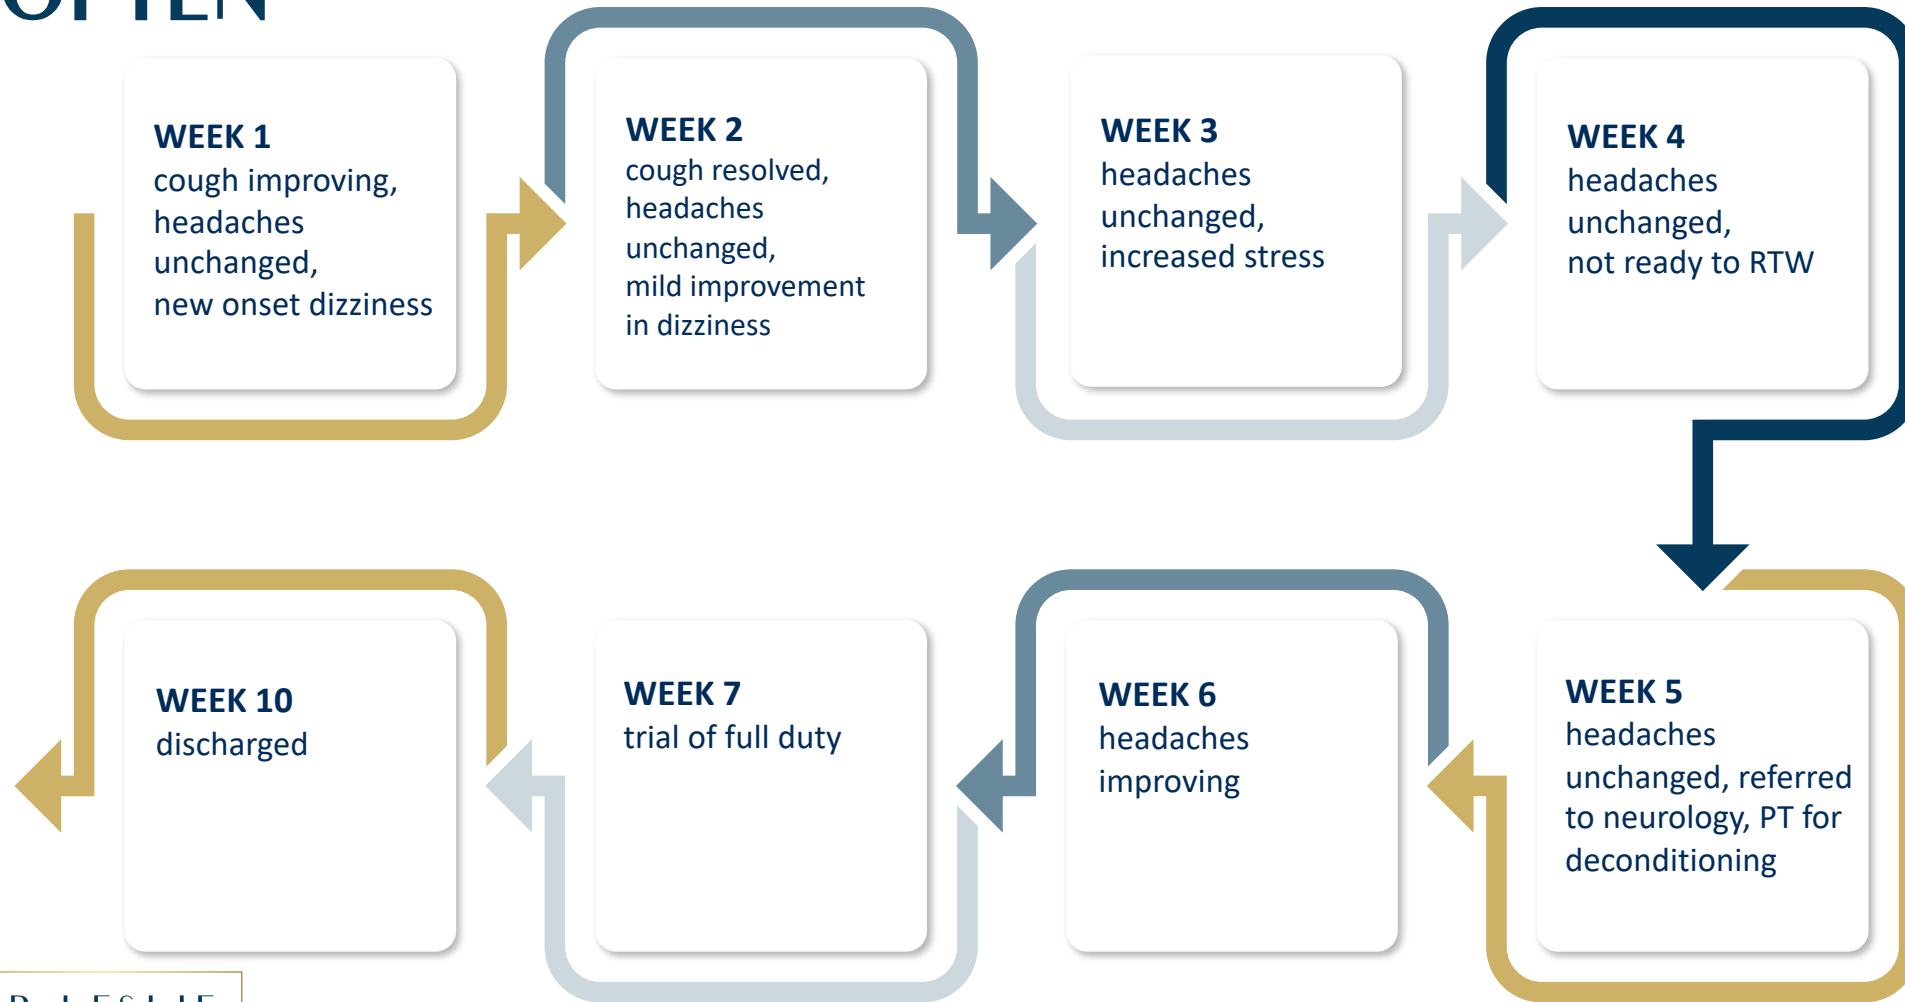 OFTEN
WEEK 1
cough improving,
headaches
unchanged,
new onset dizziness
WEEK 2
cough resolved,
headaches
unchanged,
mild improvement
in dizziness
WEEK 3
headaches
unchanged,
increased stress
WEEK 4
headaches
unchanged,
not ready to RTW
WEEK 5
headaches
unchanged, referred
to neurology, PT for
deconditioning
WEEK 6
headaches
improving
WEEK 7
trial of full duty
WEEK 10
discharged
LESLIE